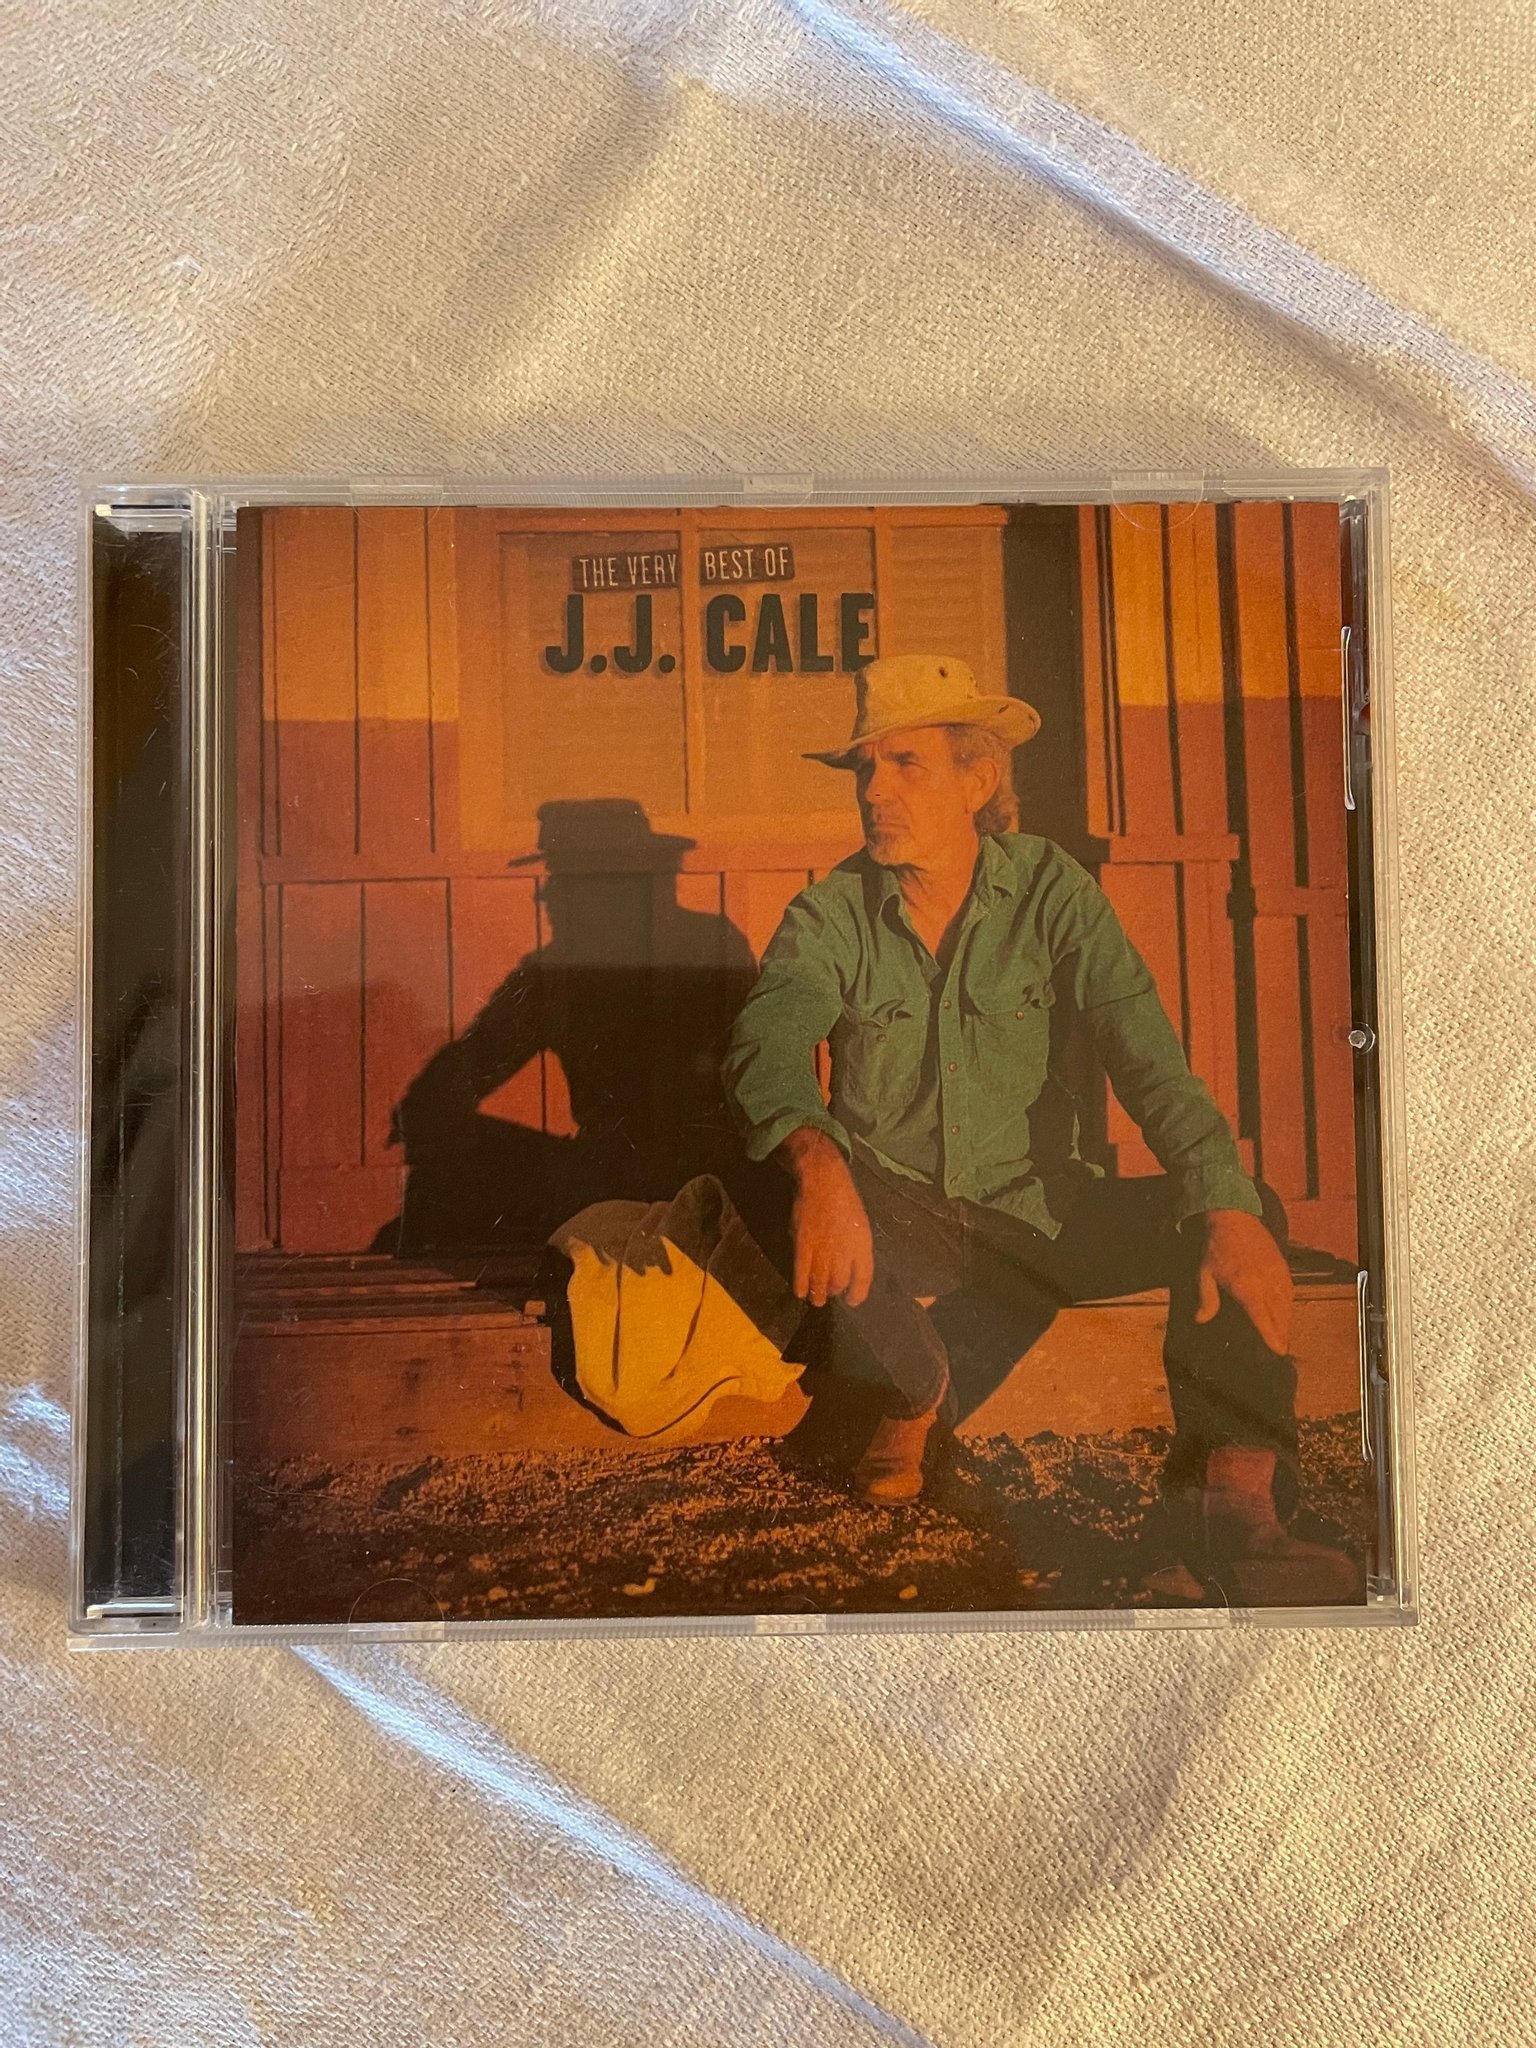 THE VERY BEST OF
J.J. CALE